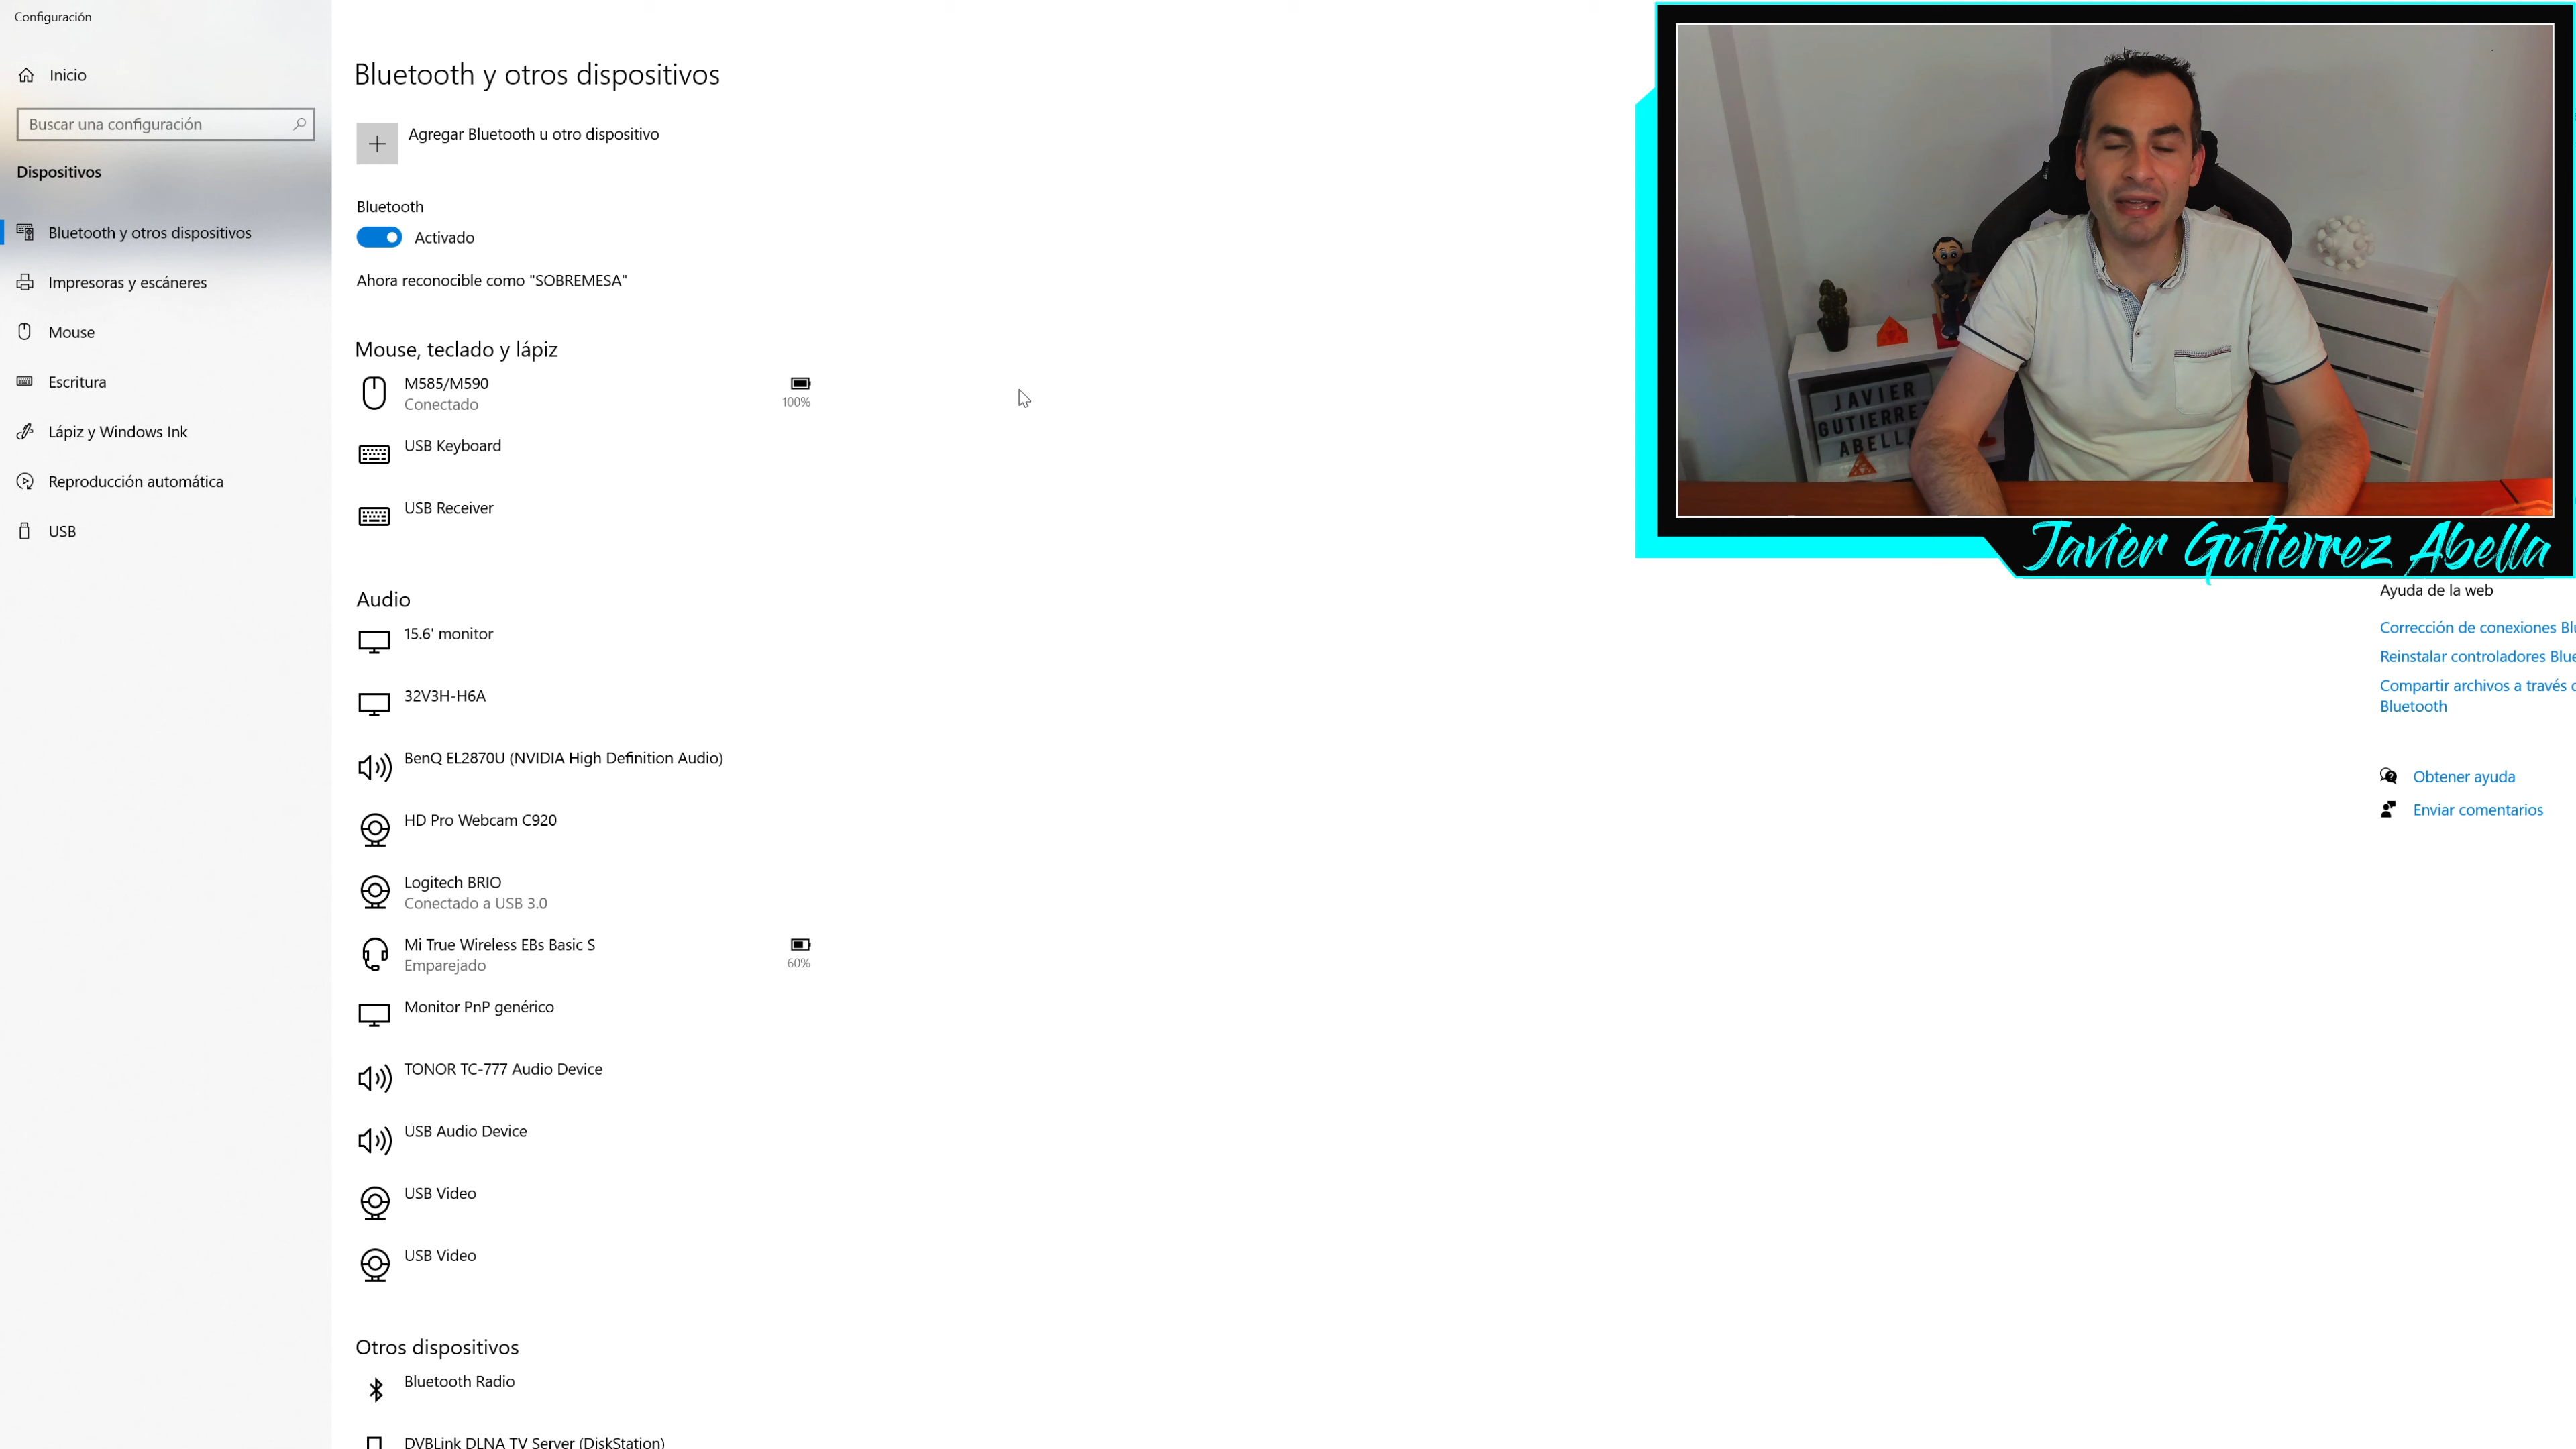 Configuración
Inicio
Buscar una configuración
Dispositivos
Bluetooth y otros dispositivos
Impresoras y escáneres
Mouse
Escritura
Lápiz y Windows Ink
Reproducción automática
USB
Bluetooth y otros dispositivos
Agregar Bluetooth u otro dispositivo
Bluetooth
Activado
Ahora reconocible como "SOBREMESA"
Mouse, teclado y lápiz
M585/M590
Conectado
100%
USB Keyboard
USB Receiver
Audio
15.6' monitor
32V3H-H6A
BenQ EL2870U (NVIDIA High Definition Audio)
HD Pro Webcam C920
Logitech BRIO
Conectado a USB 3.0
Mi True Wireless EBs Basic S
Emparejado
60%
Monitor PnP genérico
TONOR TC-777 Audio Device
USB Audio Device
USB Video
USB Video
Otros dispositivos
Bluetooth Radio
DVBLink DLNA TV Server (DiskStation)
JAVIER
GUTIERRE
ABELLA
Javier Gutierrez Abella
Ayuda de la web
Corrección de conexiones Bl
Reinstalar controladores Blue
Compartir archivos a través
Bluetooth
Obtener ayuda
Enviar comentarios